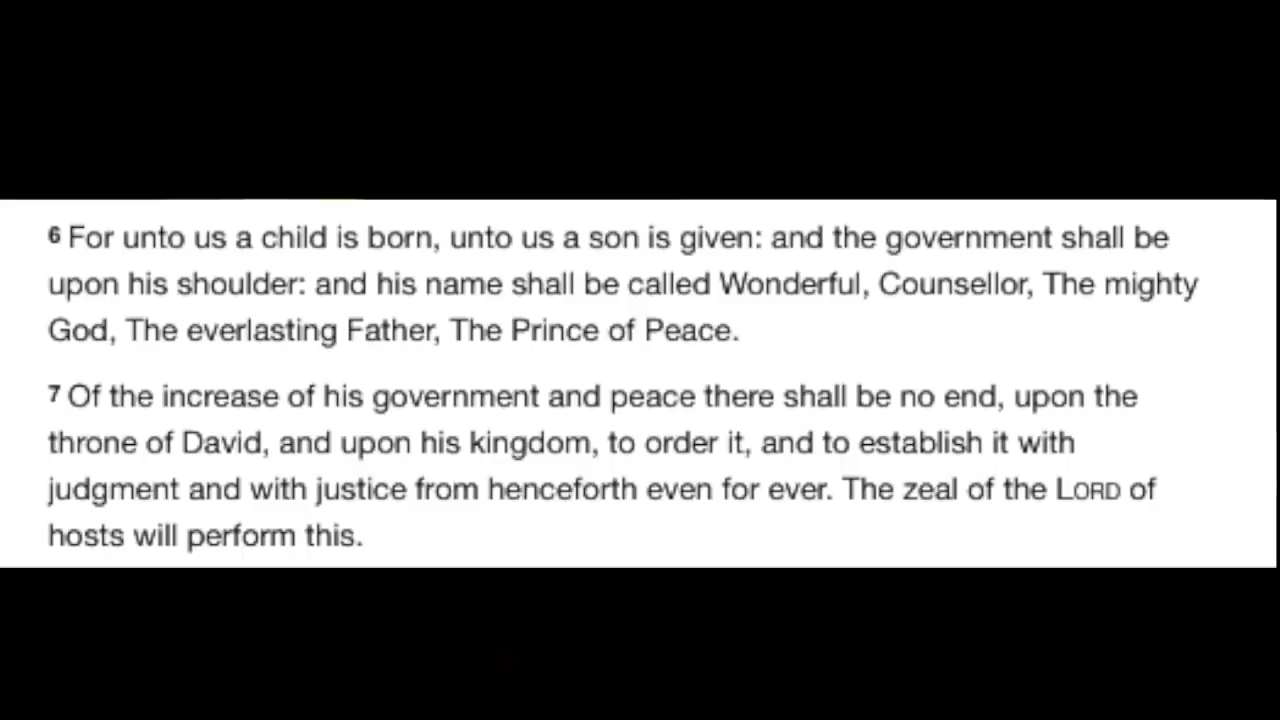 6 For unto us a child is born, unto us a son is given: and the government shall be
upon his shoulder: and his name shall be called Wonderful, Counsellor, The mighty
God, The everlasting Father, The Prince of Peace.
7 Of the increase of his government and peace there shall be no end, upon the
throne of David, and upon his kingdom, to order it, and to establish it with
judgment and with justice from henceforth even for ever. The zeal of the LORD of
hosts will perform this.